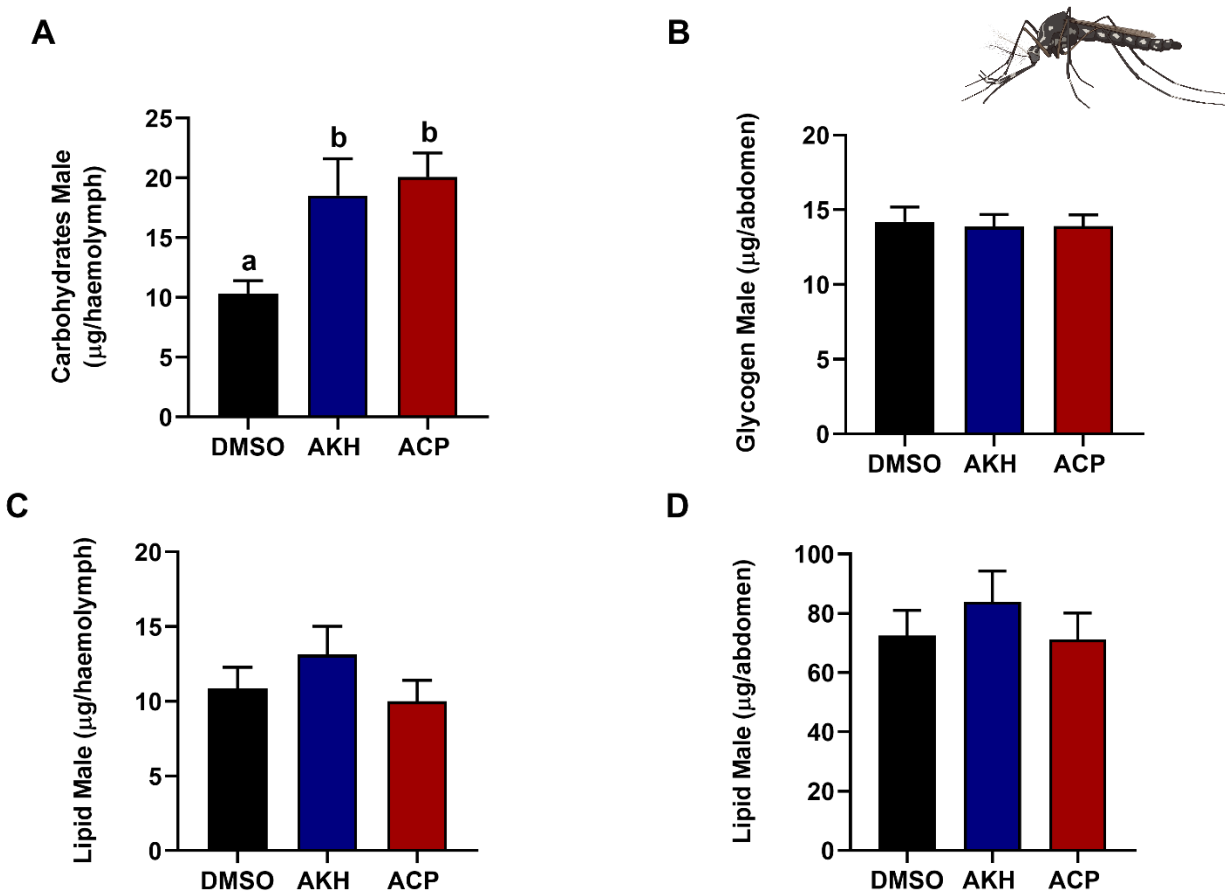 A
Carbohydrates Male
(μg/haemolymph)
25
20
15
10
5
0
a
b
b
DMSO AKH ACP
B
Glycogen Male (μg/abdomen)
20
15
10
5
0
DMSO AKH ACP
C
Lipid Male (μg/haemolymph)
20
15
10
5
0
DMSO AKH ACP
D
Lipid Male (μg/abdomen)
100
80
60
40
20
0
DMSO AKH ACP